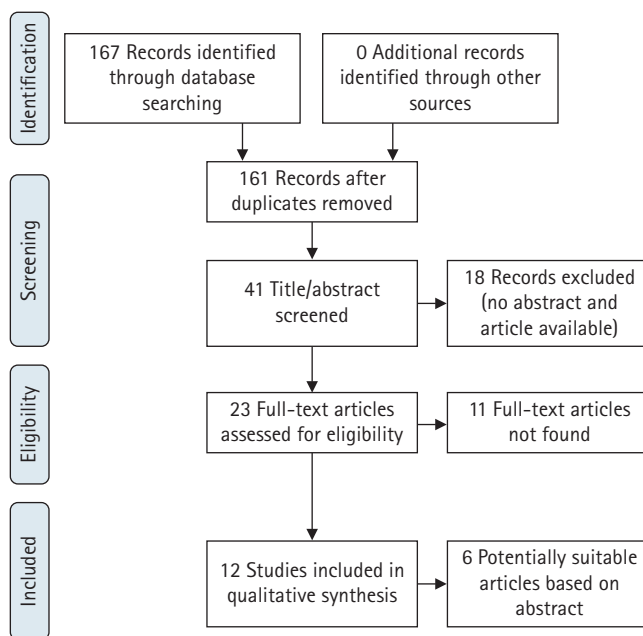 Identification
167 Records identified
through database
searching
0 Additional records
identified through other
sources
161 Records after
duplicates removed
Screening
41 Title/abstract
screened
18 Records excluded
(no abstract and
article available)
Eligibility
23 Full-text articles
assessed for eligibility
11 Full-text articles
not found
Included
12 Studies included in
qualitative synthesis
6 Potentially suitable
articles based on
abstract